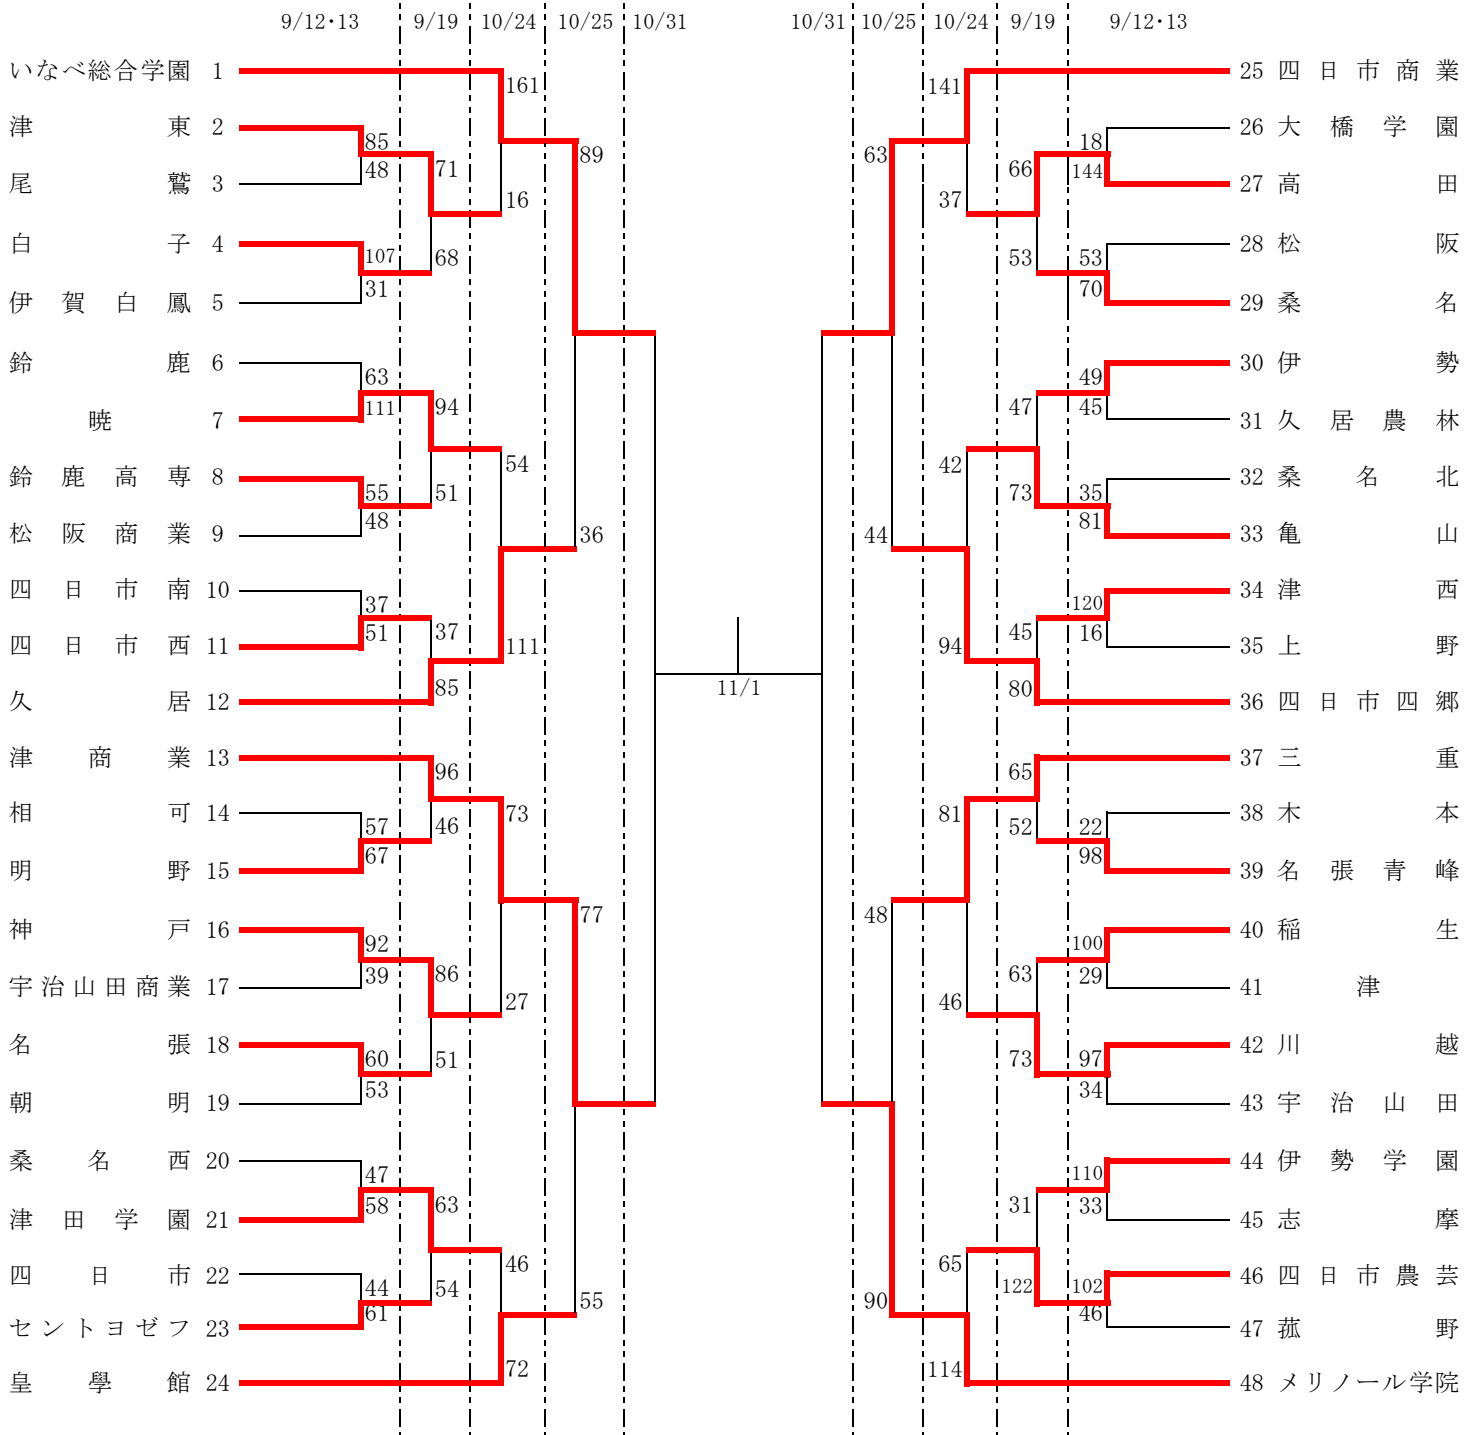 9/12・13 9/19 10/24 10/25 10/31 10/31 10/25 10/24 9/19 9/12・13
いなべ総合学園 1
161
津東 2
85
48
71
尾鷲 3
16
白子 4
107
31
68
伊賀白鳳 5
89
鈴鹿 6
63
111
94
暁 7
54
鈴鹿高専 8
55
48
51
松阪商業 9
36
四日市南 10
37
51
37
四日市西 11
111
85
久居 12
津商業 13
96
73
相可 14
57
67
46
明野 15
77
神戸 16
92
39
86
宇治山田商業 17
27
名張 18
60
53
51
朝明 19
桑名西 20
47
58
63
津田学園 21
46
四日市 22
44
61
54
55
セントヨゼフ 23
72
皇學館 24
11/1
25 四日市商業
141
26 大橋学園
18
144
66
63
27 高田
37
28 松阪
53
70
53
29 桑名
30 伊勢
49
45
47
31 久居農林
42
32 桑名北
35
81
73
33 亀山
44
34 津西
120
16
45
35 上野
94
80
36 四日市四郷
37 三重
65
81
38 木本
22
98
52
39 名張青峰
48
40 稲生
100
29
63
41 津
46
42 川越
97
34
73
43 宇治山田
44 伊勢学園
110
33
31
45 志摩
65
46 四日市農芸
102
46
122
90
47 菰野
114
48 メリノール学院